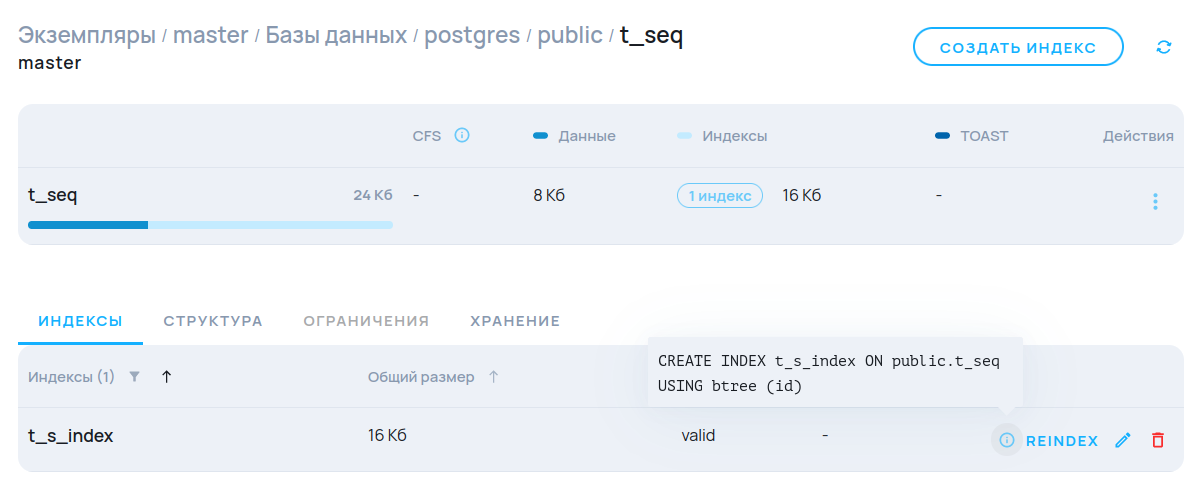 Экземпляры / master / Базы данных / postgres / public / t_seq
master
СОЗДАТЬ ИНДЕКС
CFS Данные Индексы TOAST Действия
t_seq 24 Кб - 8 Кб 1 индекс 16 Кб -
ИНДЕКСЫ СТРУКТУРА ОГРАНИЧЕНИЯ ХРАНЕНИЕ
Индексы (1) ↑ Общий размер ↑
CREATE INDEX t_s_index ON public.t_seq
USING btree (id)
t_s_index 16 Кб valid - REINDEX